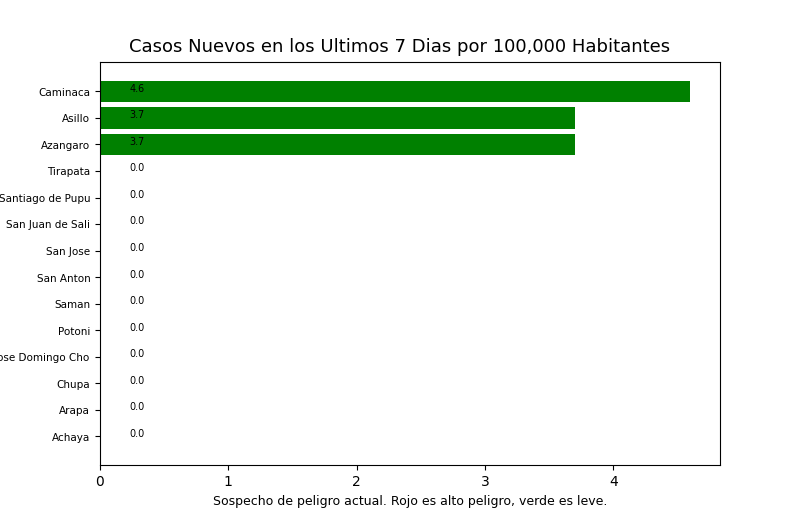 Casos Nuevos en los Ultimos 7 Dias por 100,000 Habitantes
Caminaca 4.6
Asillo 3.7
Azangaro 3.7
Tirapata 0.0
Santiago de Pupu 0.0
San Juan de Sali 0.0
San Jose 0.0
San Anton 0.0
Saman 0.0
Potoni 0.0
Domingo Cho 0.0
Chupa 0.0
Arapa 0.0
Achaya 0.0
0 1 2 3 4
Sospecho de peligro actual. Rojo es alto peligro, verde es leve.